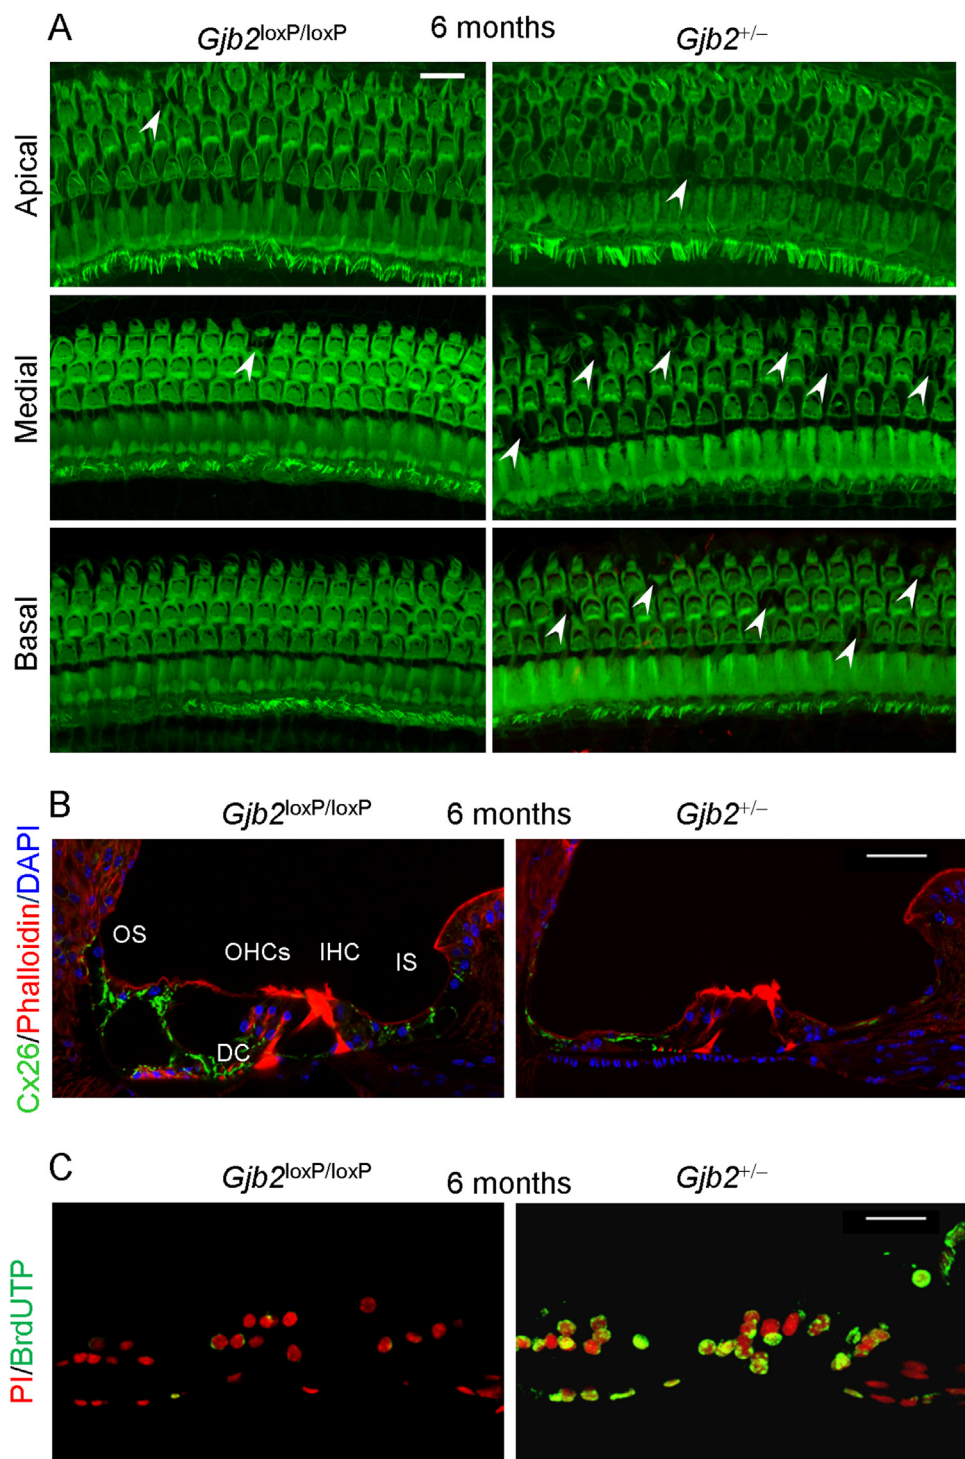 A
Gjb2loxP/loxP 6 months Gjb2+/–
Apical
Medial
Basal
B
Gjb2loxP/loxP 6 months Gjb2+/–
Cx26/Phalloidin/DAPI
OS
OHCs IHC IS
DC
C
Gjb2loxP/loxP 6 months Gjb2+/–
PI/BrdUTP